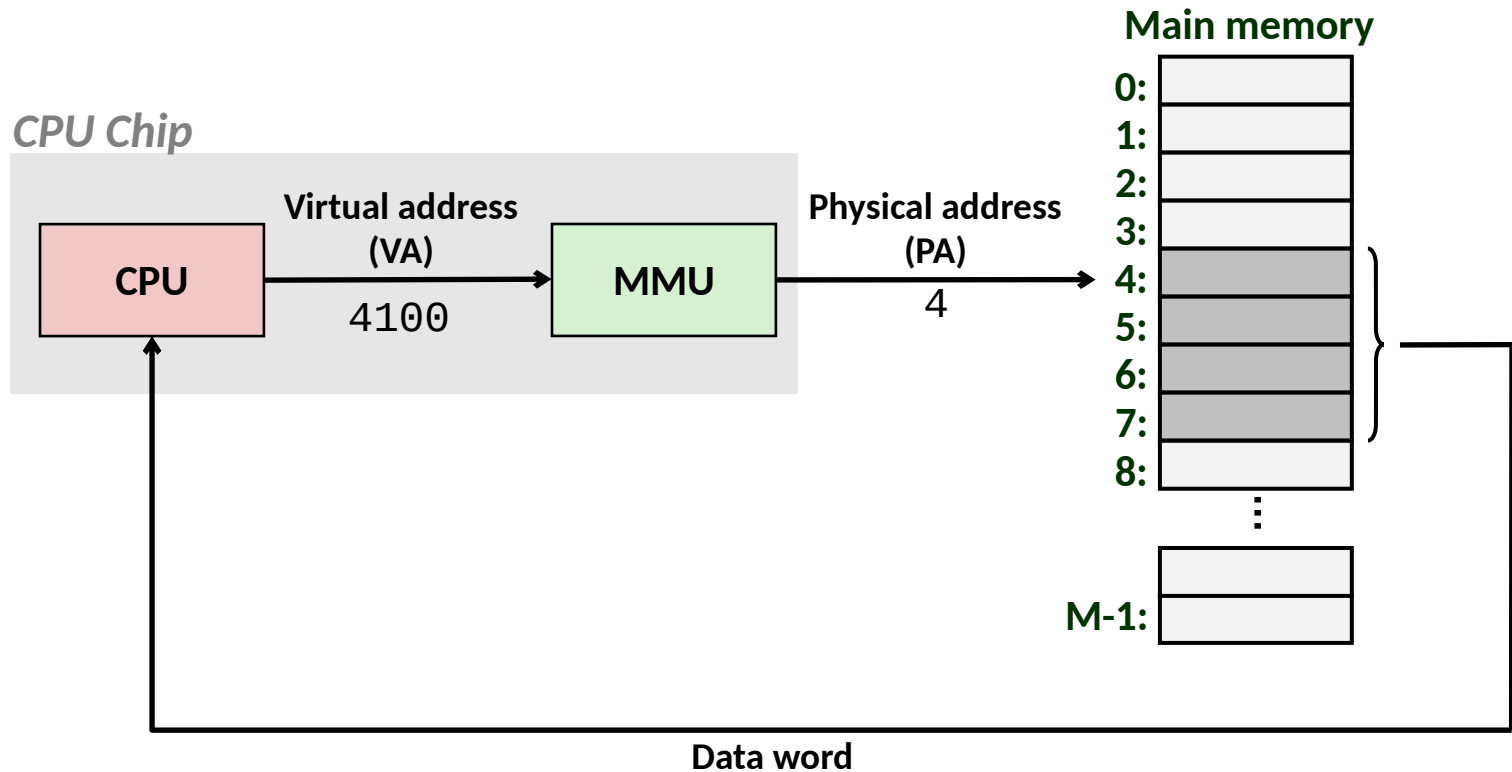 Main memory
CPU Chip
Virtual address
(VA)
4100
Physical address
(PA)
4
CPU
MMU
0:
1:
2:
3:
4:
5:
6:
7:
8:
⋮
M-1:
Data word